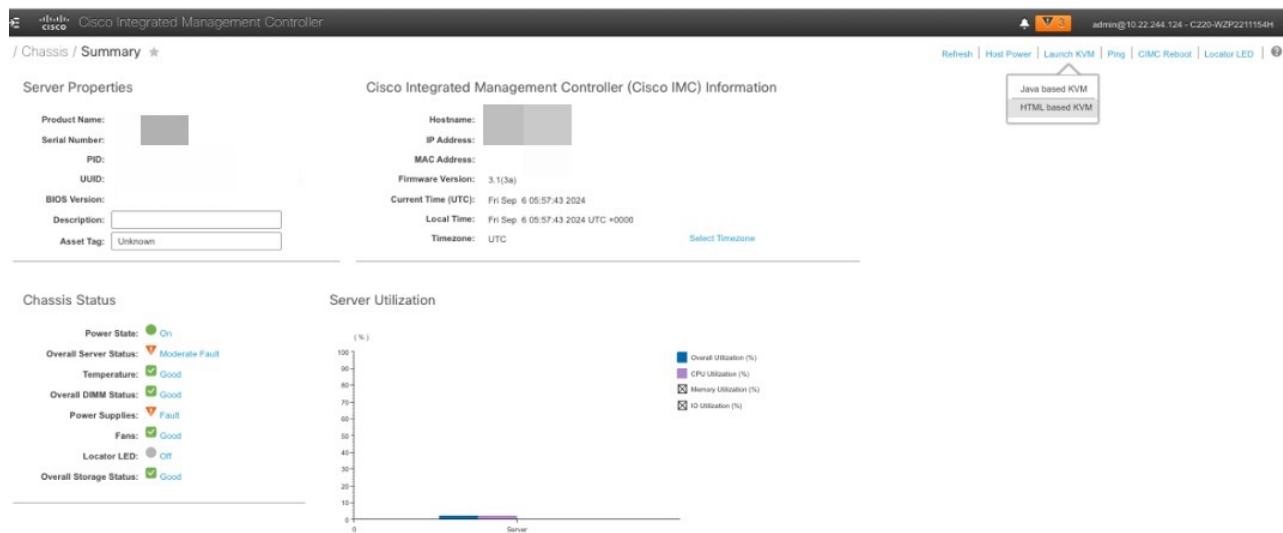 cisco Cisco Integrated Management Controller
3 admin@10.22.244.124 - C220-WZP2211154H
/ Chassis / Summary ★
Refresh | Host Power | Launch KVM | Ping | CIMC Reboot | Locator LED | ?
Java based KVM
HTML based KVM
Server Properties
Product Name:
Serial Number:
PID:
UUID:
BIOS Version:
Description:
Asset Tag: Unknown
Cisco Integrated Management Controller (Cisco IMC) Information
Hostname:
IP Address:
MAC Address:
Firmware Version: 3.1(3a)
Current Time (UTC): Fri Sep 6 05:57:43 2024
Local Time: Fri Sep 6 05:57:43 2024 UTC +0000
Timezone: UTC Select Timezone
Chassis Status
Power State: On
Overall Server Status: Moderate Fault
Temperature: Good
Overall DIMM Status: Good
Power Supplies: Fault
Fans: Good
Locator LED: Off
Overall Storage Status: Good
Server Utilization
(%)
100
90
80
70
60
50
40
30
20
10
0
0 Server
Overall Utilization (%)
CPU Utilization (%)
Memory Utilization (%)
IO Utilization (%)